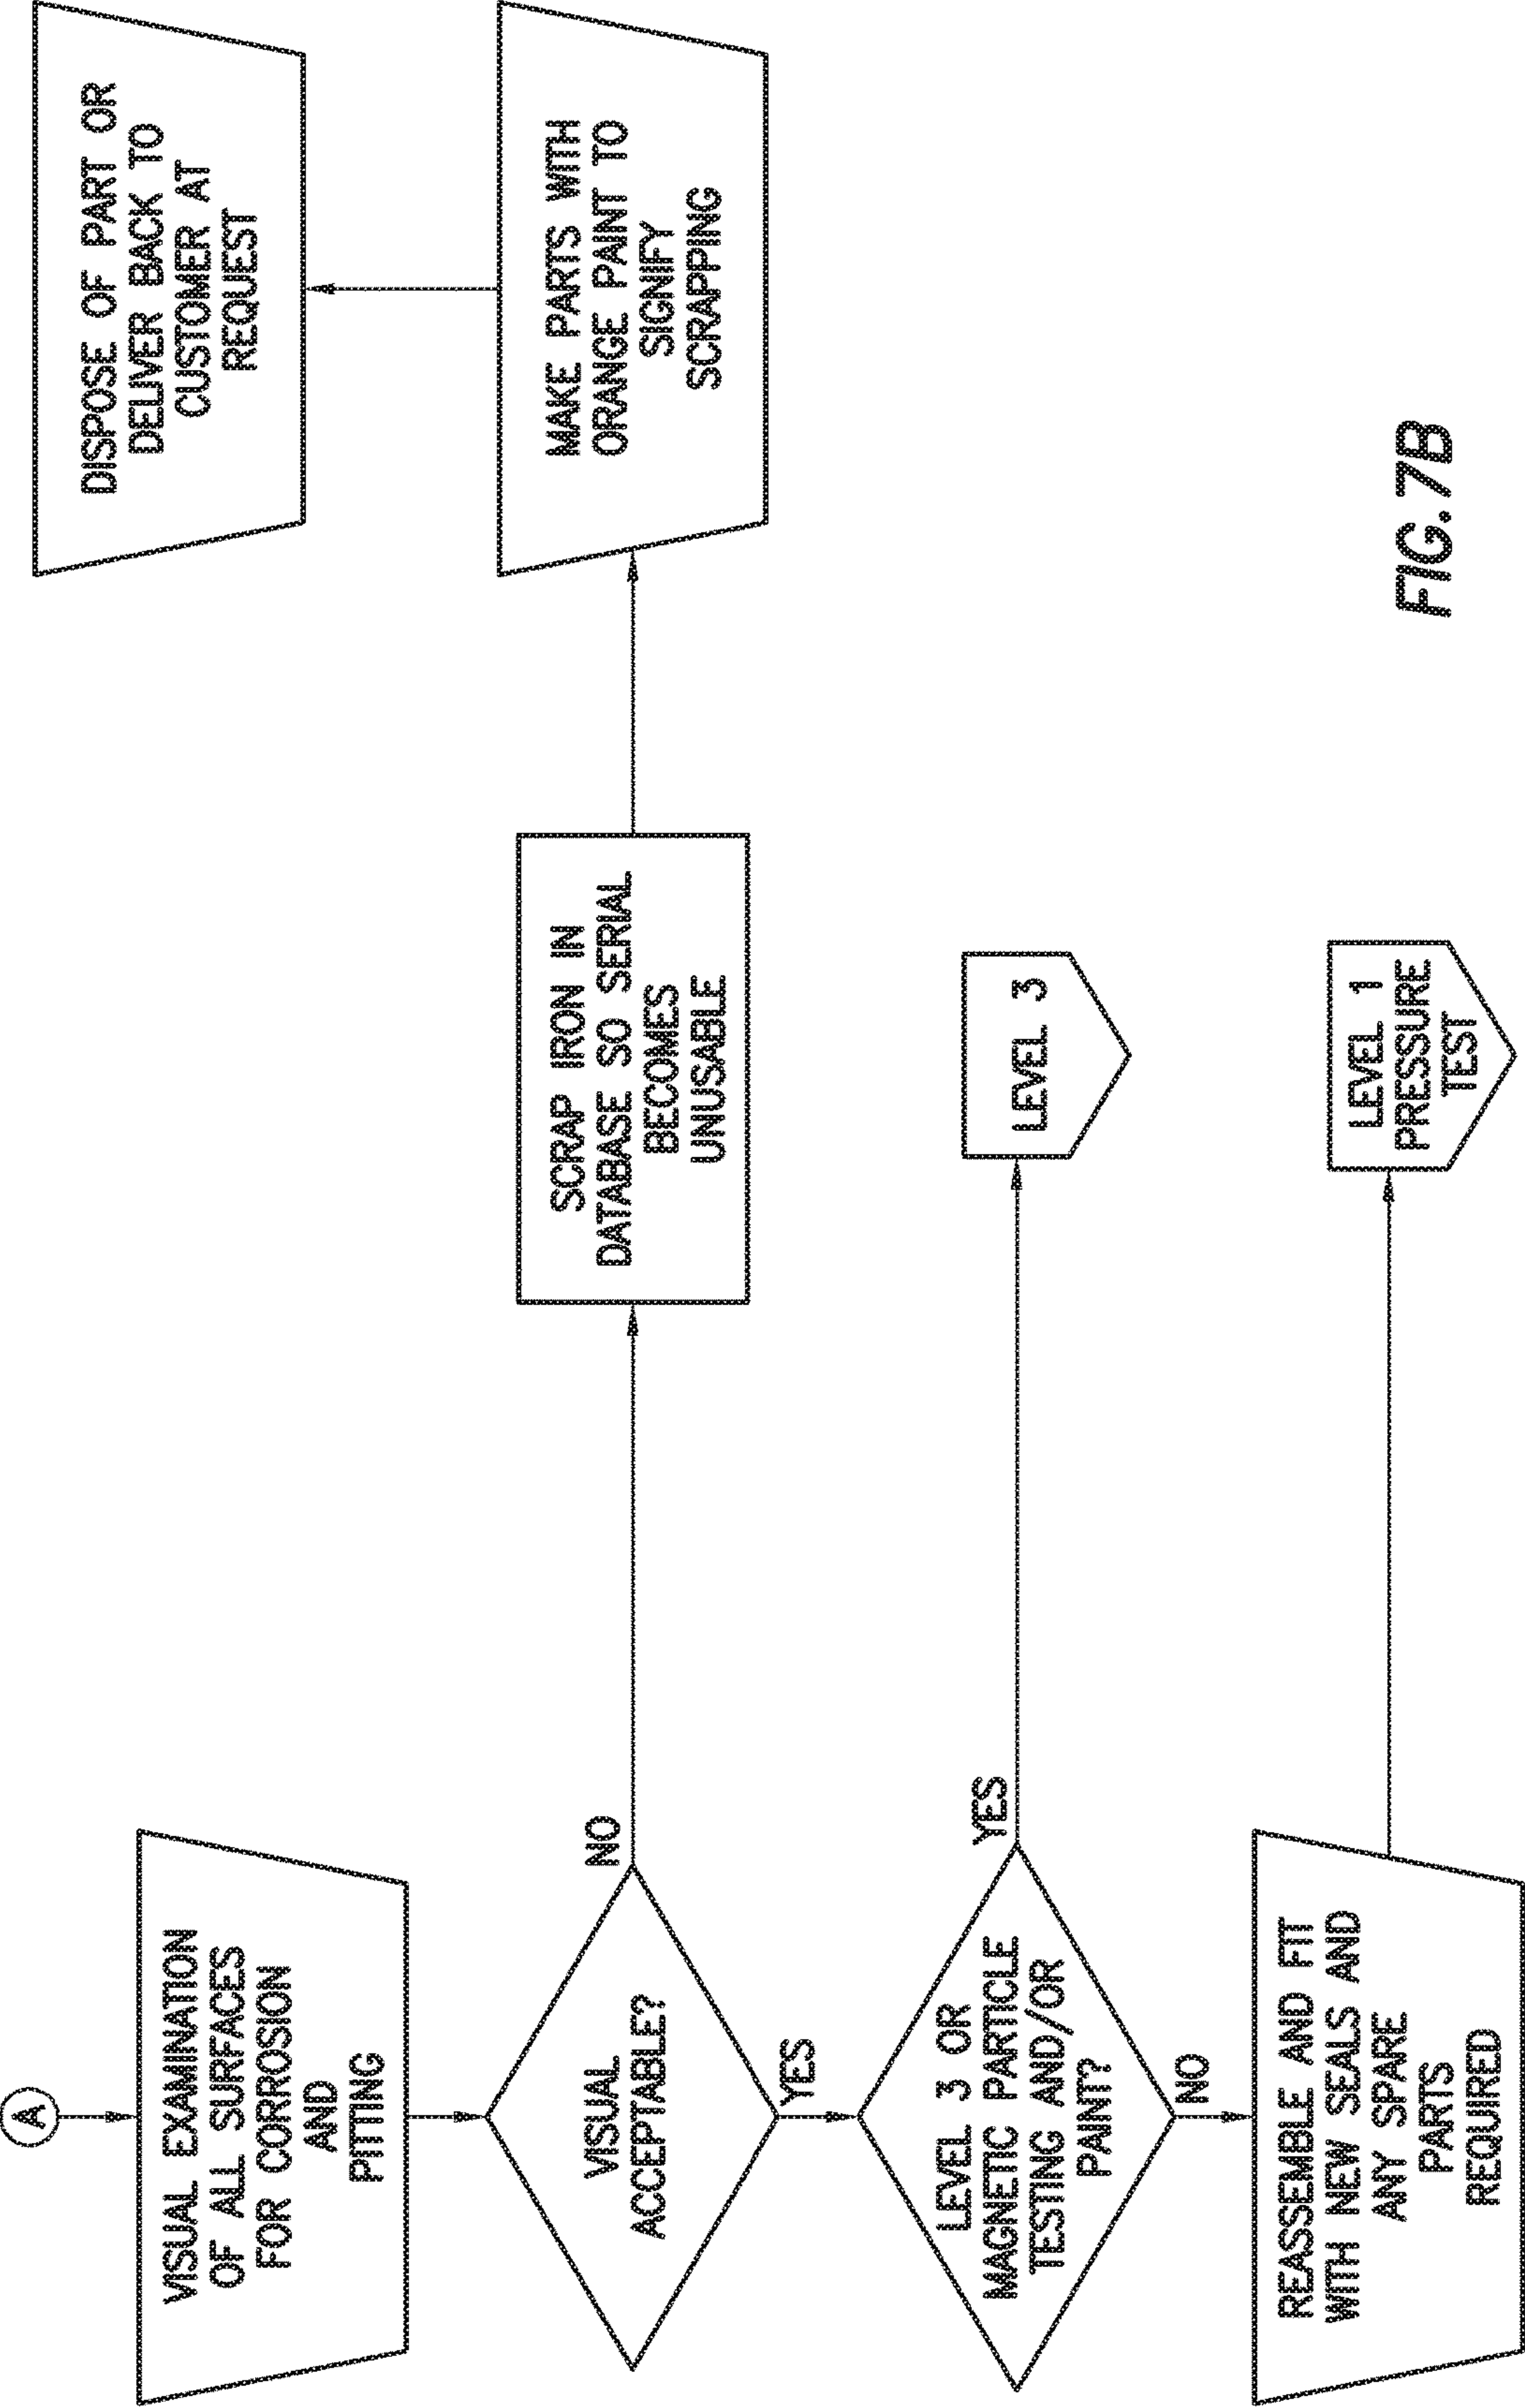 A
VISUAL EXAMINATION
OF ALL SURFACES
FOR CORROSION
AND
PITTING
VISUAL
ACCEPTABLE?
NO
YES
SCRAP IRON IN
DATABASE SO SERIAL
BECOMES
UNUSABLE
MAKE PARTS WITH
ORANGE PAINT TO
SIGNIFY
SCRAPPING
DISPOSE OF PART OR
DELIVER BACK TO
CUSTOMER AT
REQUEST
LEVEL 3 OR
MAGNETIC PARTICLE
TESTING AND/OR
PAINT?
YES
NO
LEVEL 3
REASSEMBLE AND FIT
WITH NEW SEALS AND
ANY SPARE
PARTS
REQUIRED
LEVEL 1
PRESSURE
TEST
FIG. 7B